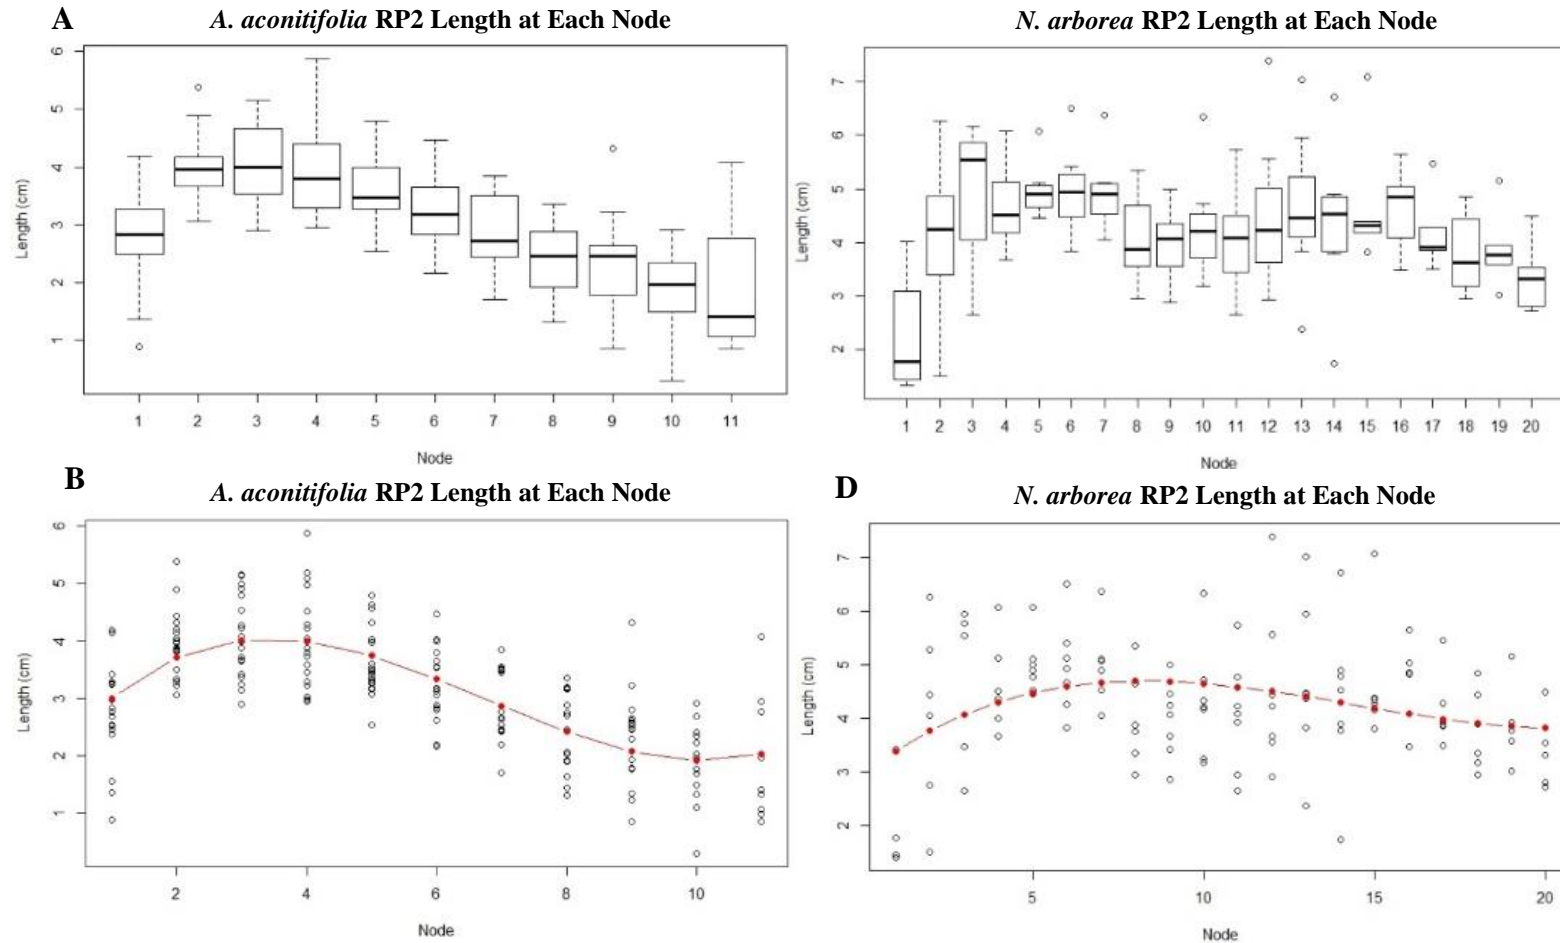 A
A. aconitifolia RP2 Length at Each Node
N. arborea RP2 Length at Each Node
6
5
4
3
2
1
Length (cm)
1 2 3 4 5 6 7 8 9 10 11
Node
7
6
5
4
3
2
Length (cm)
1 2 3 4 5 6 7 8 9 10 11 12 13 14 15 16 17 18 19 20
Node
B
A. aconitifolia RP2 Length at Each Node
6
5
4
3
2
1
Length (cm)
2 4 6 8 10
Node
D
N. arborea RP2 Length at Each Node
7
6
5
4
3
2
Length (cm)
5 10 15 20
Node